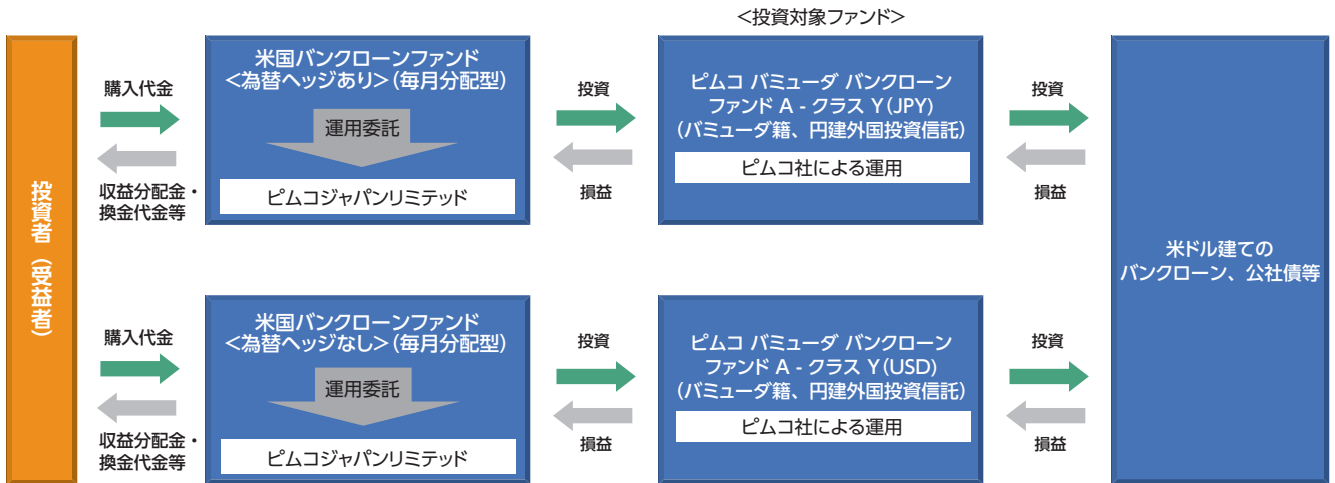 <投資対象ファンド>
投資者（受益者）
購入代金
収益分配金・
換金代金等
米国バンクローンファンド
<為替ヘッジあり>(毎月分配型)
運用委託
ピムコジャパンリミテッド
投資
損益
ピムコ バミューダ バンクローン
ファンド A - クラス Y(JPY)
(バミューダ籍、円建外国投資信託)
ピムコ社による運用
投資
損益
米ドル建ての
バンクローン、公社債等
購入代金
収益分配金・
換金代金等
米国バンクローンファンド
<為替ヘッジなし>(毎月分配型)
運用委託
ピムコジャパンリミテッド
投資
損益
ピムコ バミューダ バンクローン
ファンド A - クラス Y(USD)
(バミューダ籍、円建外国投資信託)
ピムコ社による運用
投資
損益